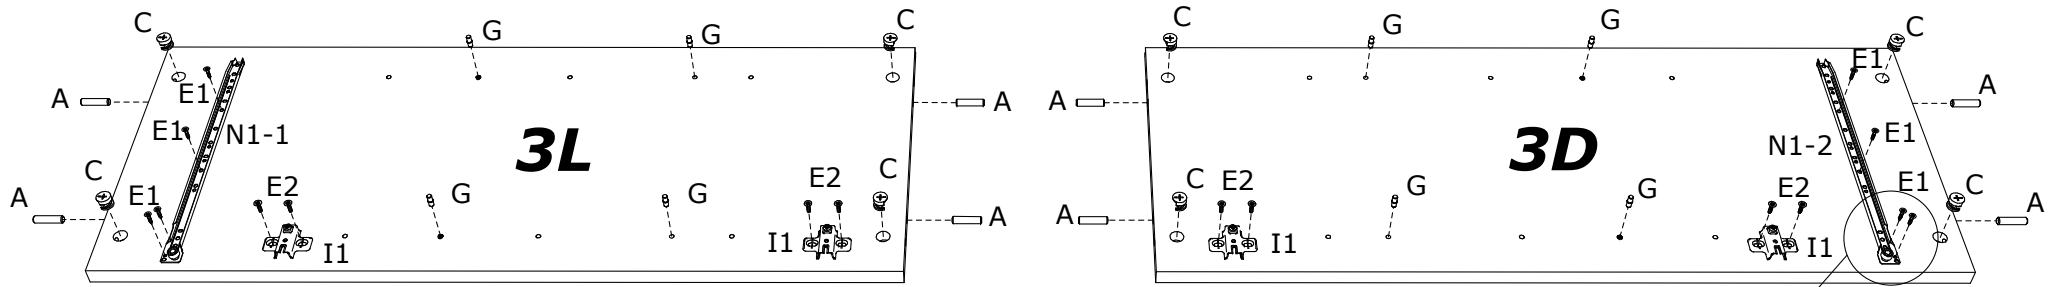 C G G C C G G C
E1 E1
A A A A
E1 N1-1 3L 3D N1-2 E1
C E2 G G E2 C C E2 G G E2 E1 C
A E1 A A A
I1 I1 I1 I1